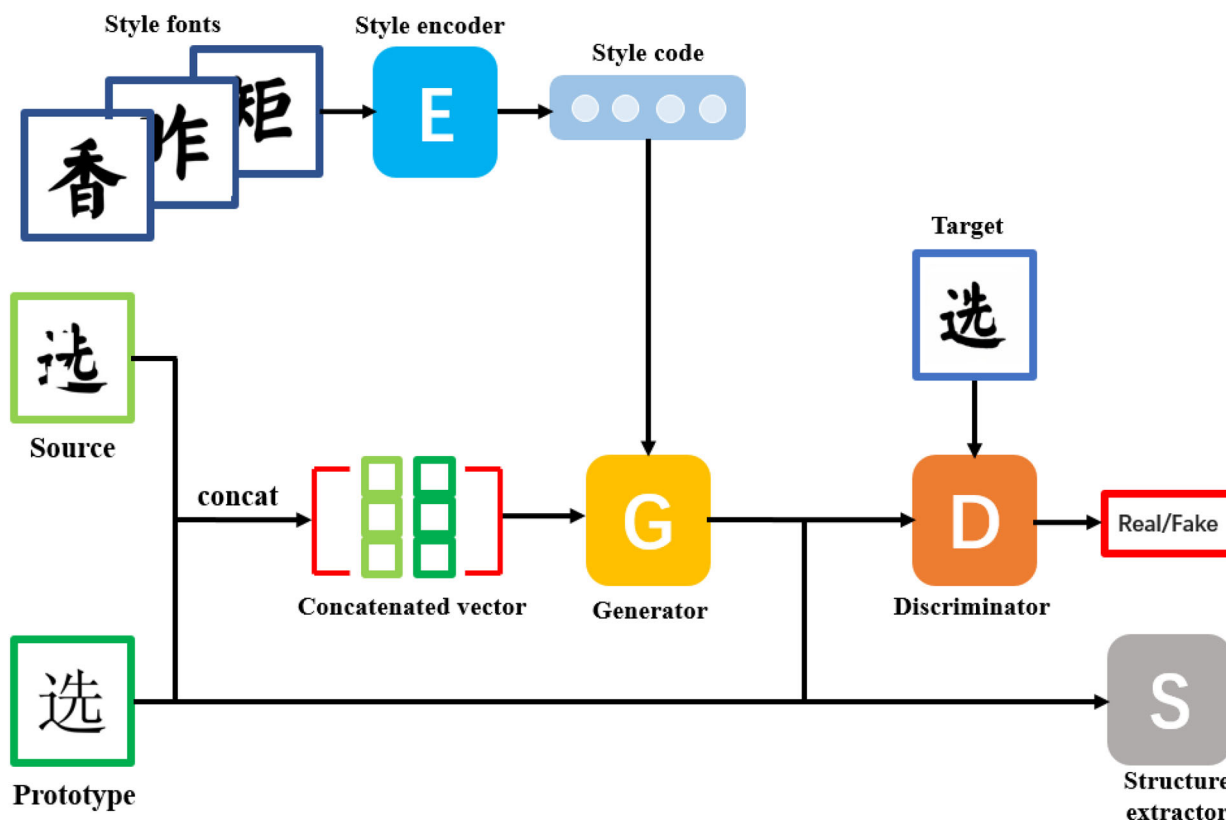 Style fonts
Style encoder
Style code
香
咋
矩
E
Target
选
选
Source
concat
G
D
Real/Fake
Concatenated vector
Generator
Discriminator
选
S
Prototype
Structure
extractor